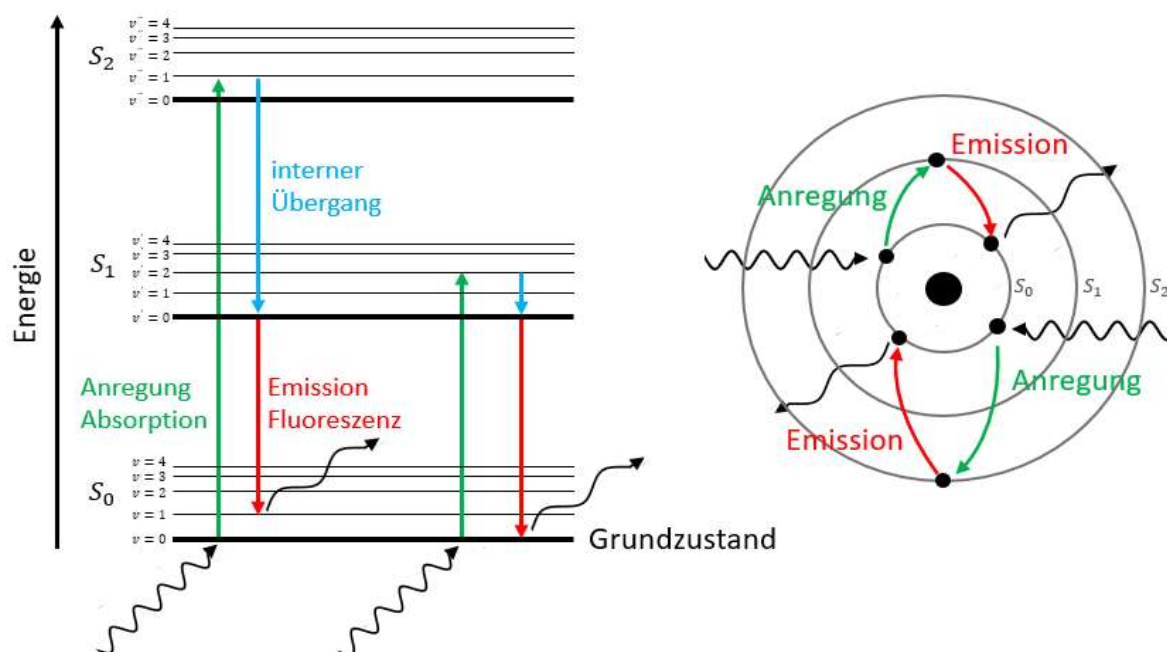 Energie
S₂
v'' = 4
v'' = 3
v'' = 2
v'' = 1
v'' = 0
interner
Übergang
S₁
v' = 4
v' = 3
v' = 2
v' = 1
v' = 0
Anregung
Absorption
Emission
Fluoreszenz
S₀
v = 4
v = 3
v = 2
v = 1
v = 0
Grundzustand
Emission
Anregung
S₀
S₁
S₂
Anregung
Emission